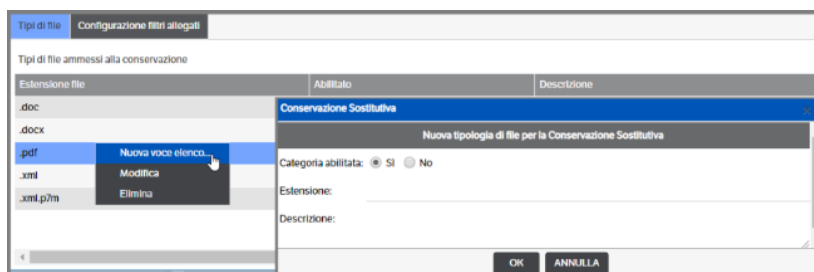 Tipi di file Configurazione filtri allegati
Tipi di file ammessi alla conservazione
Estensione file Abilitato Descrizione
.doc
.docx
.pdf
.xml
.xml.p7m
Nuova voce elenco...
Modifica
Elimina
Conservazione Sostitutiva
Nuova tipologia di file per la Conservazione Sostitutiva
Categoria abilitata: Sì No
Estensione:
Descrizione:
OK ANNULLA